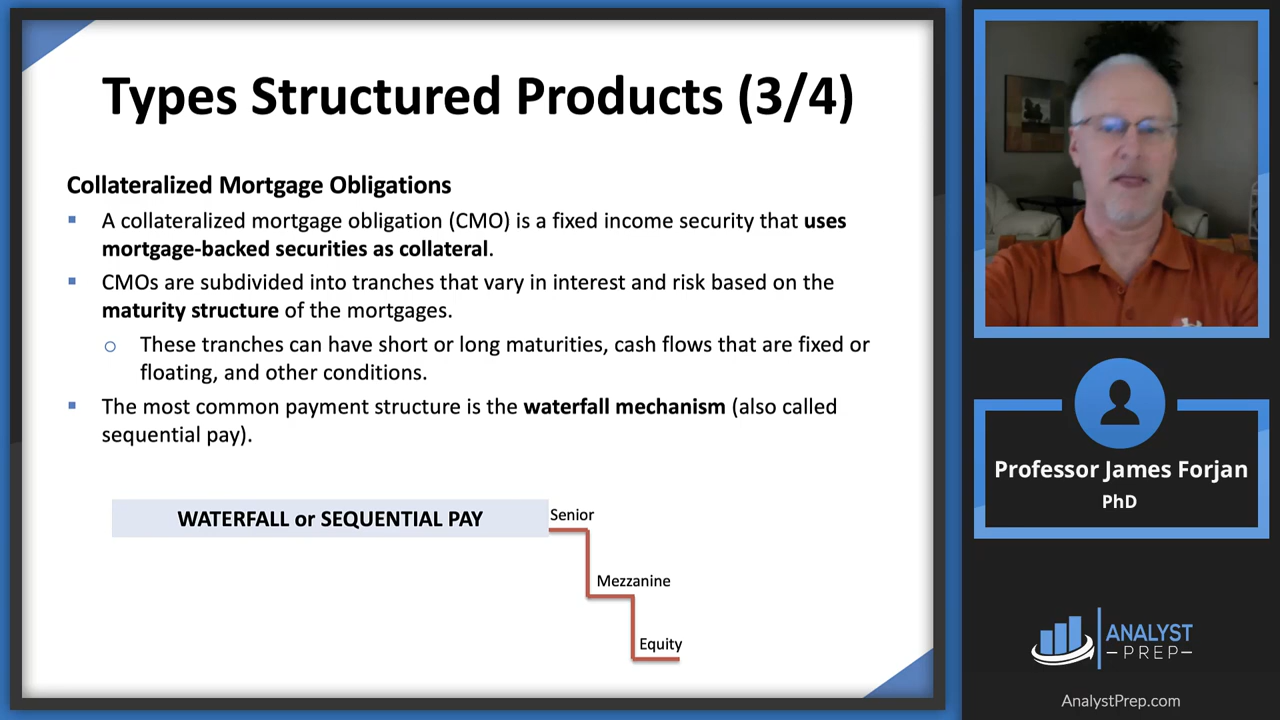 Types Structured Products (3/4)
Collateralized Mortgage Obligations
▪ A collateralized mortgage obligation (CMO) is a fixed income security that uses
mortgage-backed securities as collateral.
▪ CMOs are subdivided into tranches that vary in interest and risk based on the
maturity structure of the mortgages.
o These tranches can have short or long maturities, cash flows that are fixed or
floating, and other conditions.
▪ The most common payment structure is the waterfall mechanism (also called
sequential pay).
WATERFALL or SEQUENTIAL PAY
Senior
Mezzanine
Equity
Professor James Forjan
PhD
ANALYST
PREP
AnalystPrep.com